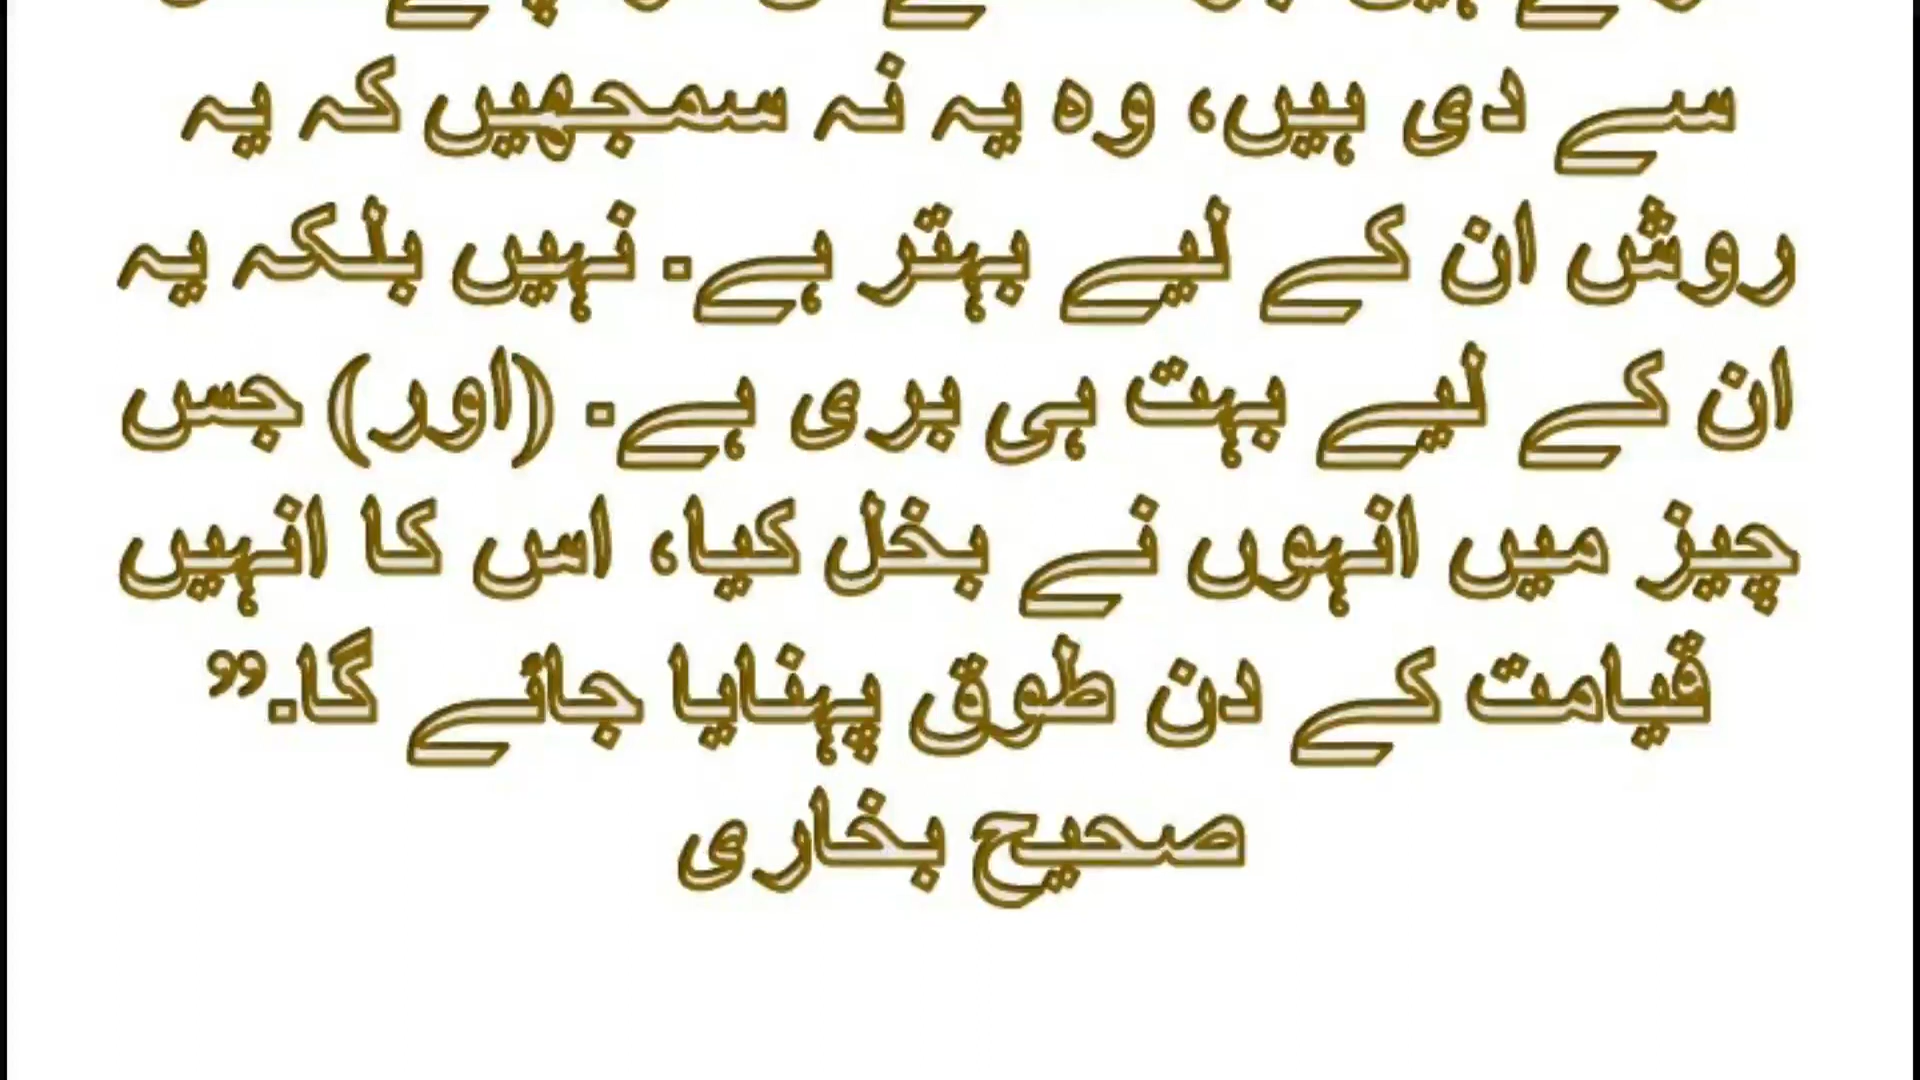 سے دی ہیں، وہ یہ نہ سمجھیں کہ یہ
روش ان کے لیے بہتر ہے۔ نہیں بلکہ یہ
ان کے لیے بہت ہی بری ہے۔ (اور) جس
چیز میں انہوں نے بخل کیا، اس کا انہیں
قیامت کے دن طوق پہنایا جائے گا۔”
صحیح بخاری